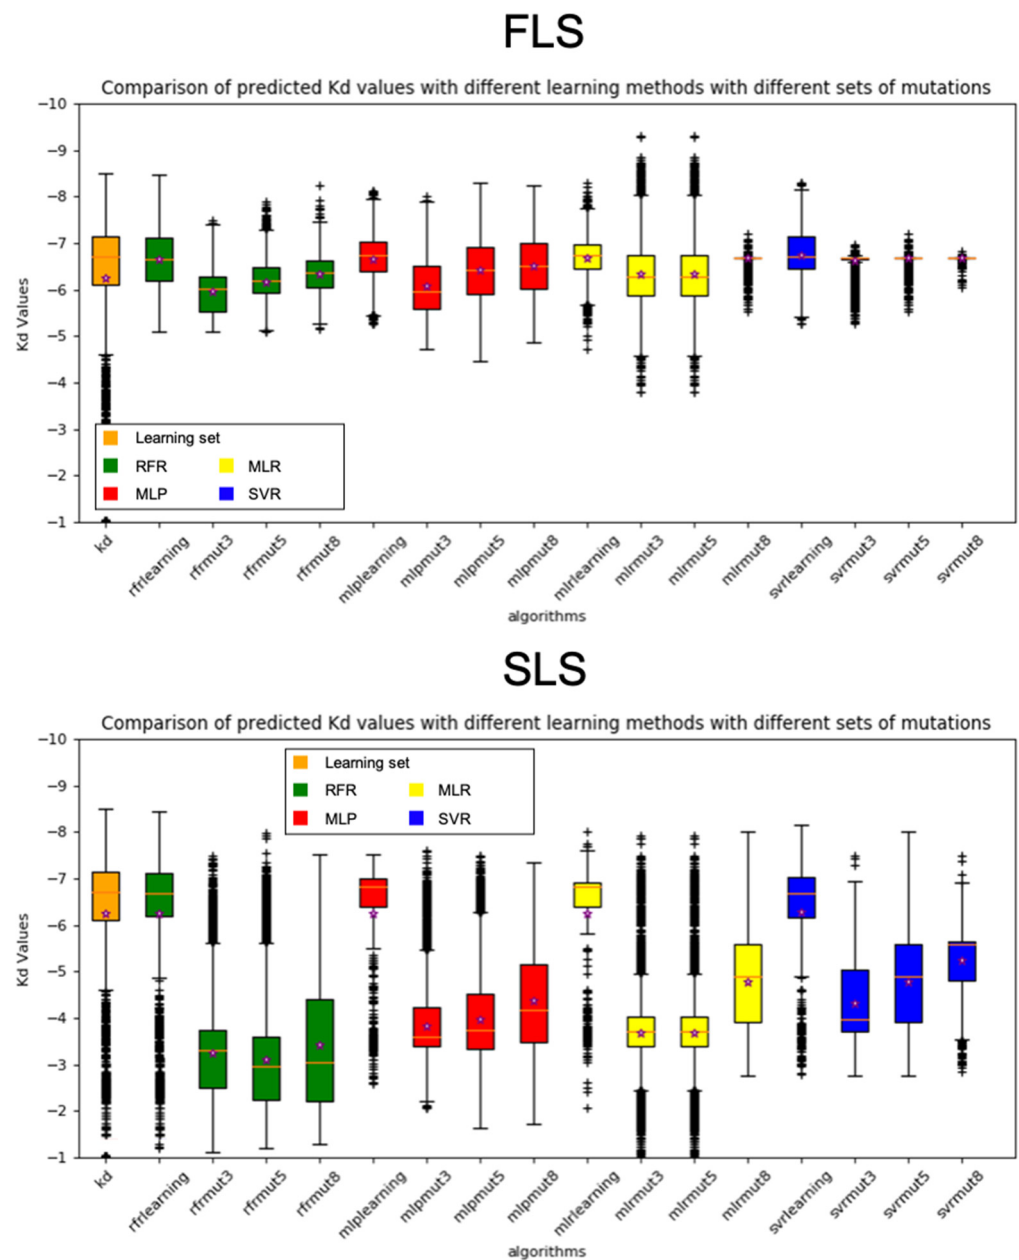 FLS
Comparison of predicted Kd values with different learning methods with different sets of mutations
−10
−9
−8
−7
−6
−5
−4
−3
−2
−1
Kd Values
Learning set
RFR MLR
MLP SVR
kd rfrlearning rfrmut3 rfrmut5 rfrmut8 mlplearning mlpmut3 mlpmut5 mlpmut8 mlrlearning mlrmut3 mlrmut5 mlrmut8 svrlearning svrmut3 svrmut5 svrmut8
algorithms
SLS
Comparison of predicted Kd values with different learning methods with different sets of mutations
−10
−9
−8
−7
−6
−5
−4
−3
−2
−1
Kd Values
Learning set
RFR MLR
MLP SVR
kd rfrlearning rfrmut3 rfrmut5 rfrmut8 mlplearning mlpmut3 mlpmut5 mlpmut8 mlrlearning mlrmut3 mlrmut5 mlrmut8 svrlearning svrmut3 svrmut5 svrmut8
algorithms